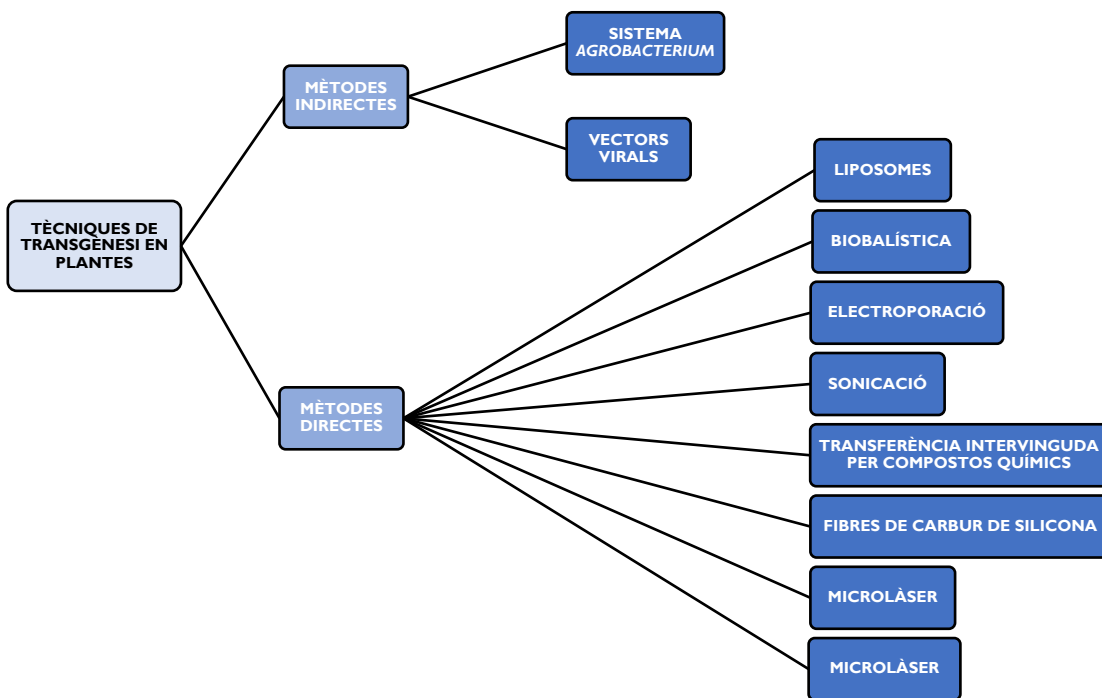 SISTEMA
AGROBACTERIUM
MÈTODES
INDIRECTES
VECTORS
VIRALS
LIPOSOMES
TÈCNIQUES DE
TRANSGÈNESI EN
PLANTES
BIOBALÍSTICA
ELECTROPORACIÓ
SONICACIÓ
MÈTODES
DIRECTES
TRANSFERÈNCIA INTERVINGUDA
PER COMPOSTOS QUÍMICS
FIBRES DE CARBUR DE SILICONA
MICROLÀSER
MICROLÀSER